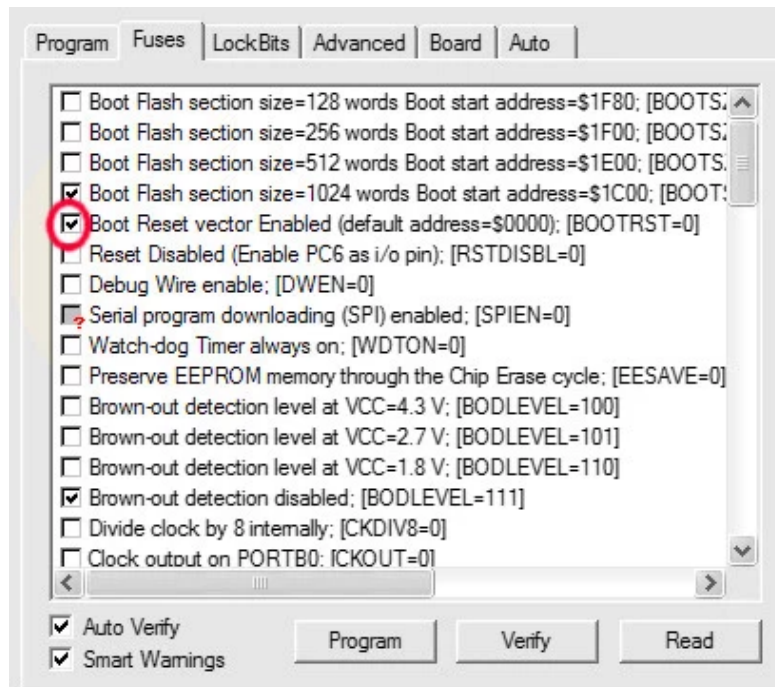 Program Fuses LockBits Advanced Board Auto
Boot Flash section size=128 words Boot start address=$1F80; [BOOTSZ
Boot Flash section size=256 words Boot start address=$1F00; [BOOTSZ
Boot Flash section size=512 words Boot start address=$1E00; [BOOTS
Boot Flash section size=1024 words Boot start address=$1C00; [BOOT
Boot Reset vector Enabled (default address=$0000); [BOOTRST=0]
Reset Disabled (Enable PC6 as i/o pin); [RSTDISBL=0]
Debug Wire enable; [DWEN=0]
? Serial program downloading (SPI) enabled; [SPIEN=0]
Watch-dog Timer always on; [WDTON=0]
Preserve EEPROM memory through the Chip Erase cycle; [EESAVE=0]
Brown-out detection level at VCC=4.3 V; [BODLEVEL=100]
Brown-out detection level at VCC=2.7 V; [BODLEVEL=101]
Brown-out detection level at VCC=1.8 V; [BODLEVEL=110]
Brown-out detection disabled; [BODLEVEL=111]
Divide clock by 8 internally; [CKDIV8=0]
Clock output on PORTB0; [CKOUT=0]
Auto Verify
Smart Warnings
Program Verify Read